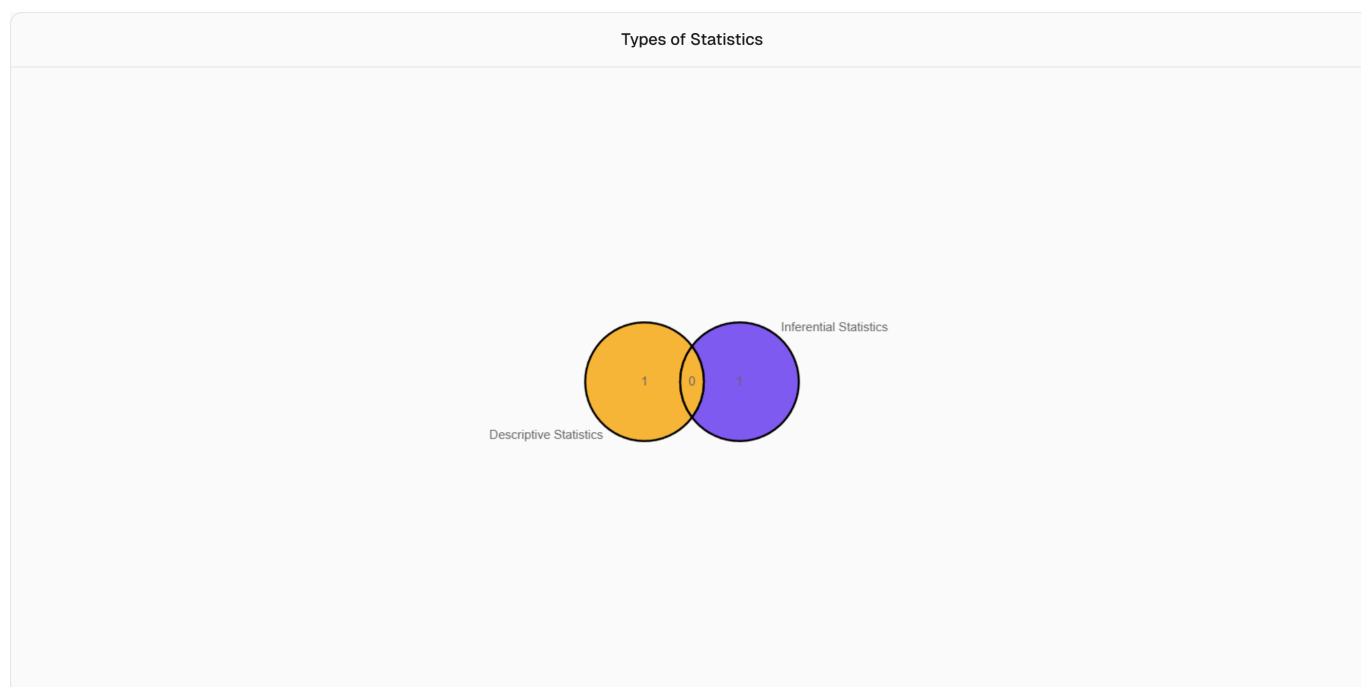 Types of Statistics
Inferential Statistics
1
0
1
Descriptive Statistics